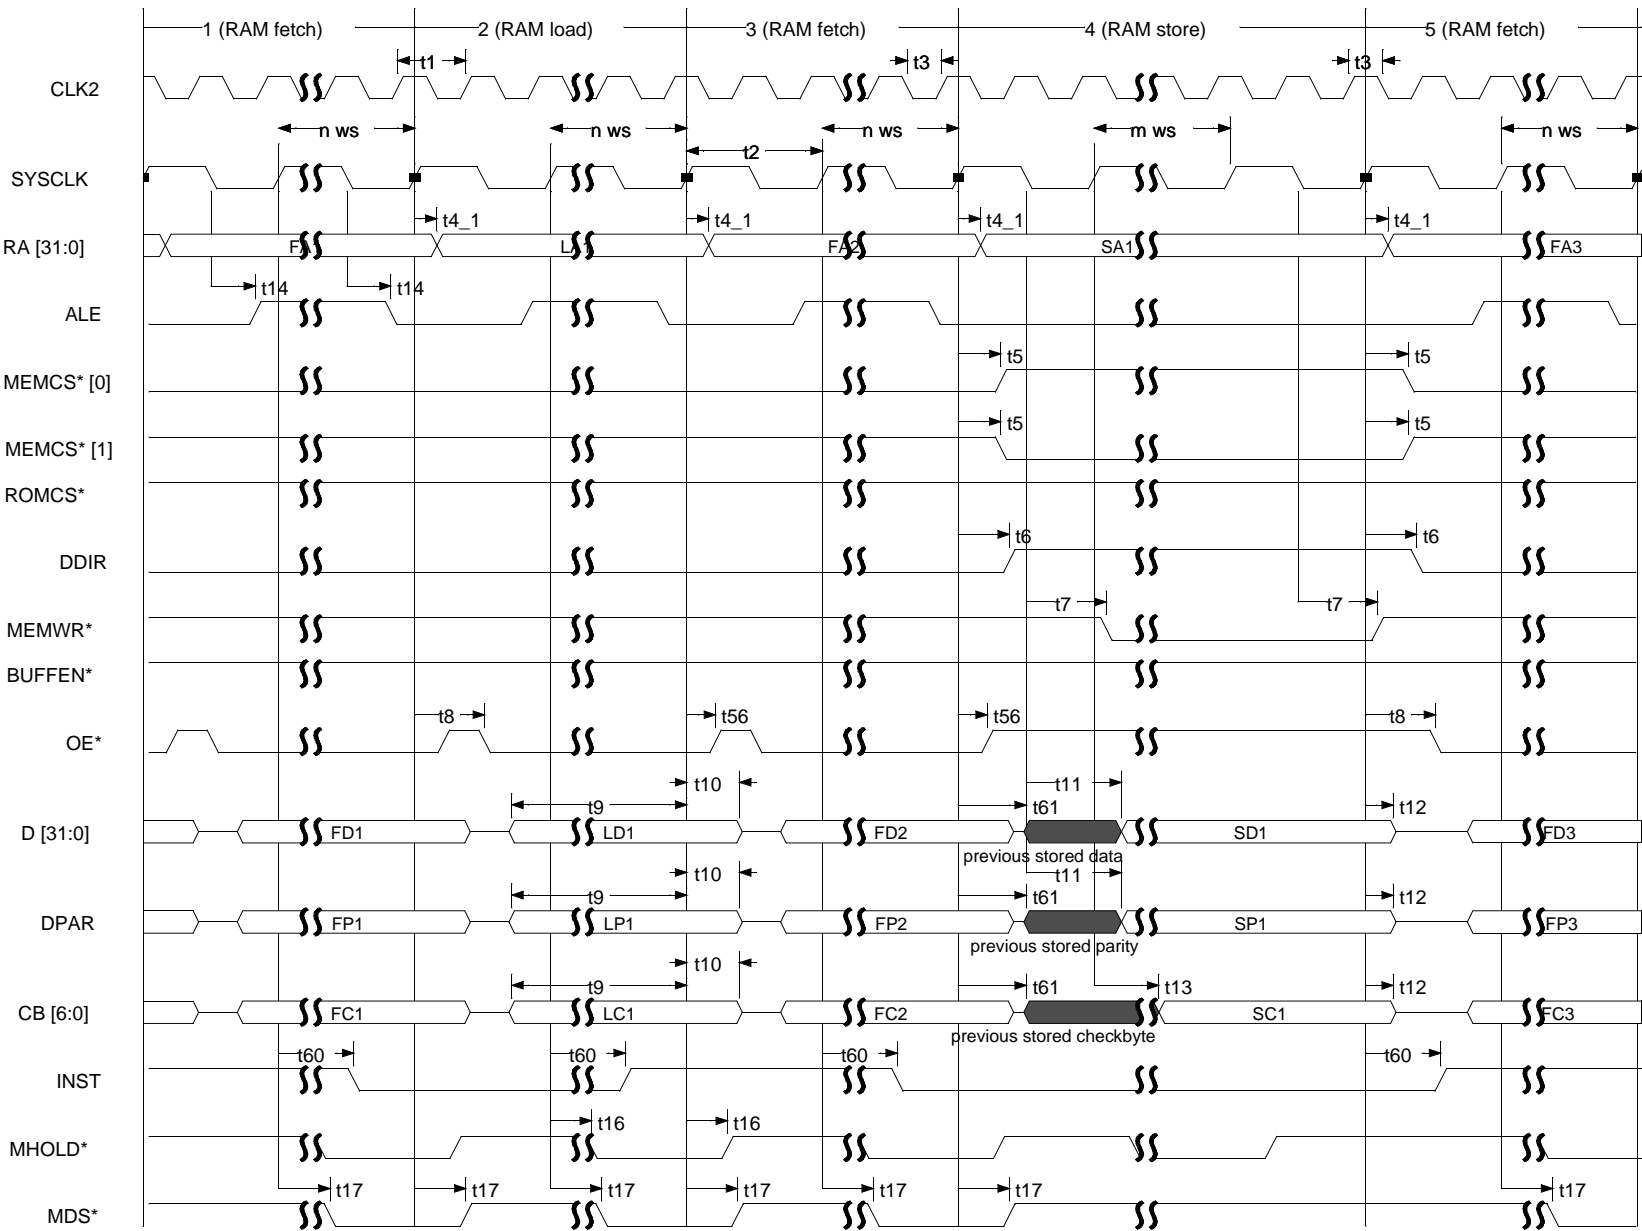 1 (RAM fetch) 2 (RAM load) 3 (RAM fetch) 4 (RAM store) 5 (RAM fetch)
t1 t3 t3
CLK2
n ws n ws n ws m ws n ws
t2
SYSCLK
t4_1 t4_1 t4_1 t4_1
RA [31:0] FA1 LA1 FA2 SA1 FA3
t14 t14
ALE
t5 t5
MEMCS* [0]
t5 t5
MEMCS* [1]
ROMCS*
t6 t6
DDIR
t7 t7
MEMWR*
BUFFEN*
t8 t56 t56 t8
OE*
t10 t11
t9 t61 t12
D [31:0] FD1 LD1 FD2 SD1 FD3
previous stored data
t10 t11
t9 t61 t12
DPAR FP1 LP1 FP2 SP1 FP3
previous stored parity
t10
t9 t61 t13 t12
CB [6:0] FC1 LC1 FC2 SC1 FC3
previous stored checkbyte
t60 t60 t60 t60
INST
t16 t16
MHOLD*
t17 t17 t17 t17 t17 t17 t17
MDS*